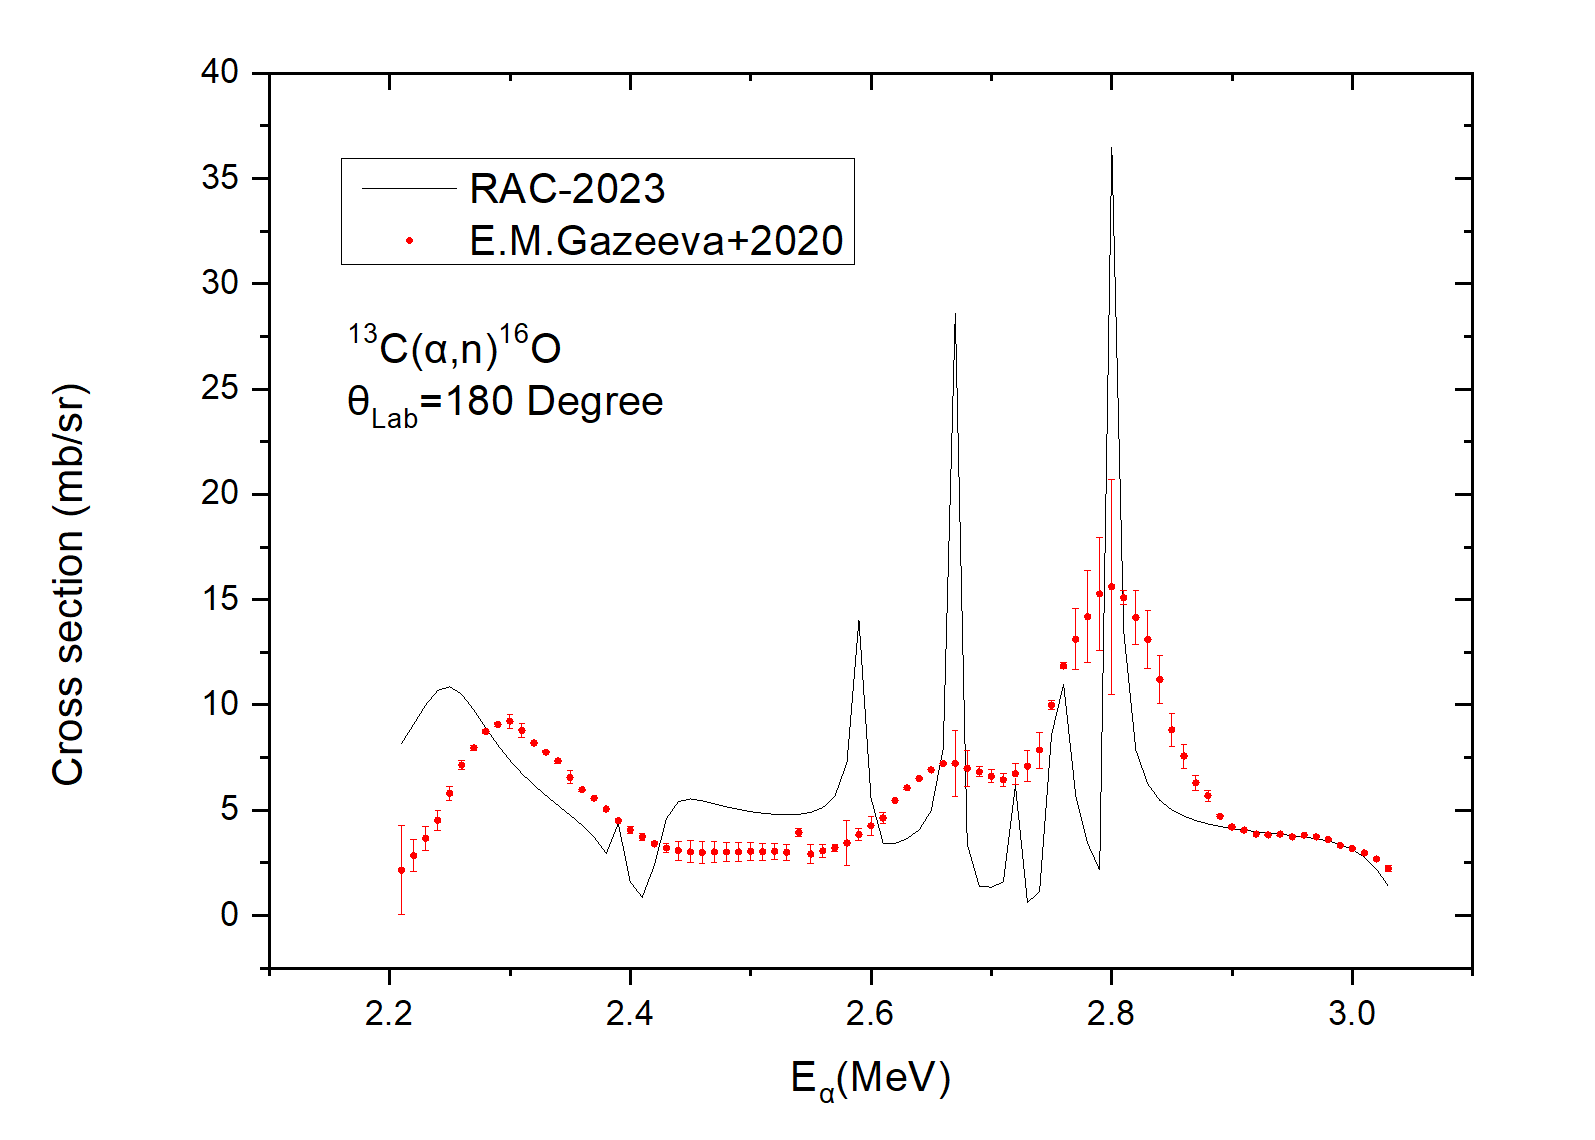 40
35
30
25
20
15
10
5
0
Cross section (mb/sr)
RAC-2023
E.M.Gazeeva+2020
¹³C(α,n)¹⁶O
θLab=180 Degree
2.2 2.4 2.6 2.8 3.0
Eα(MeV)